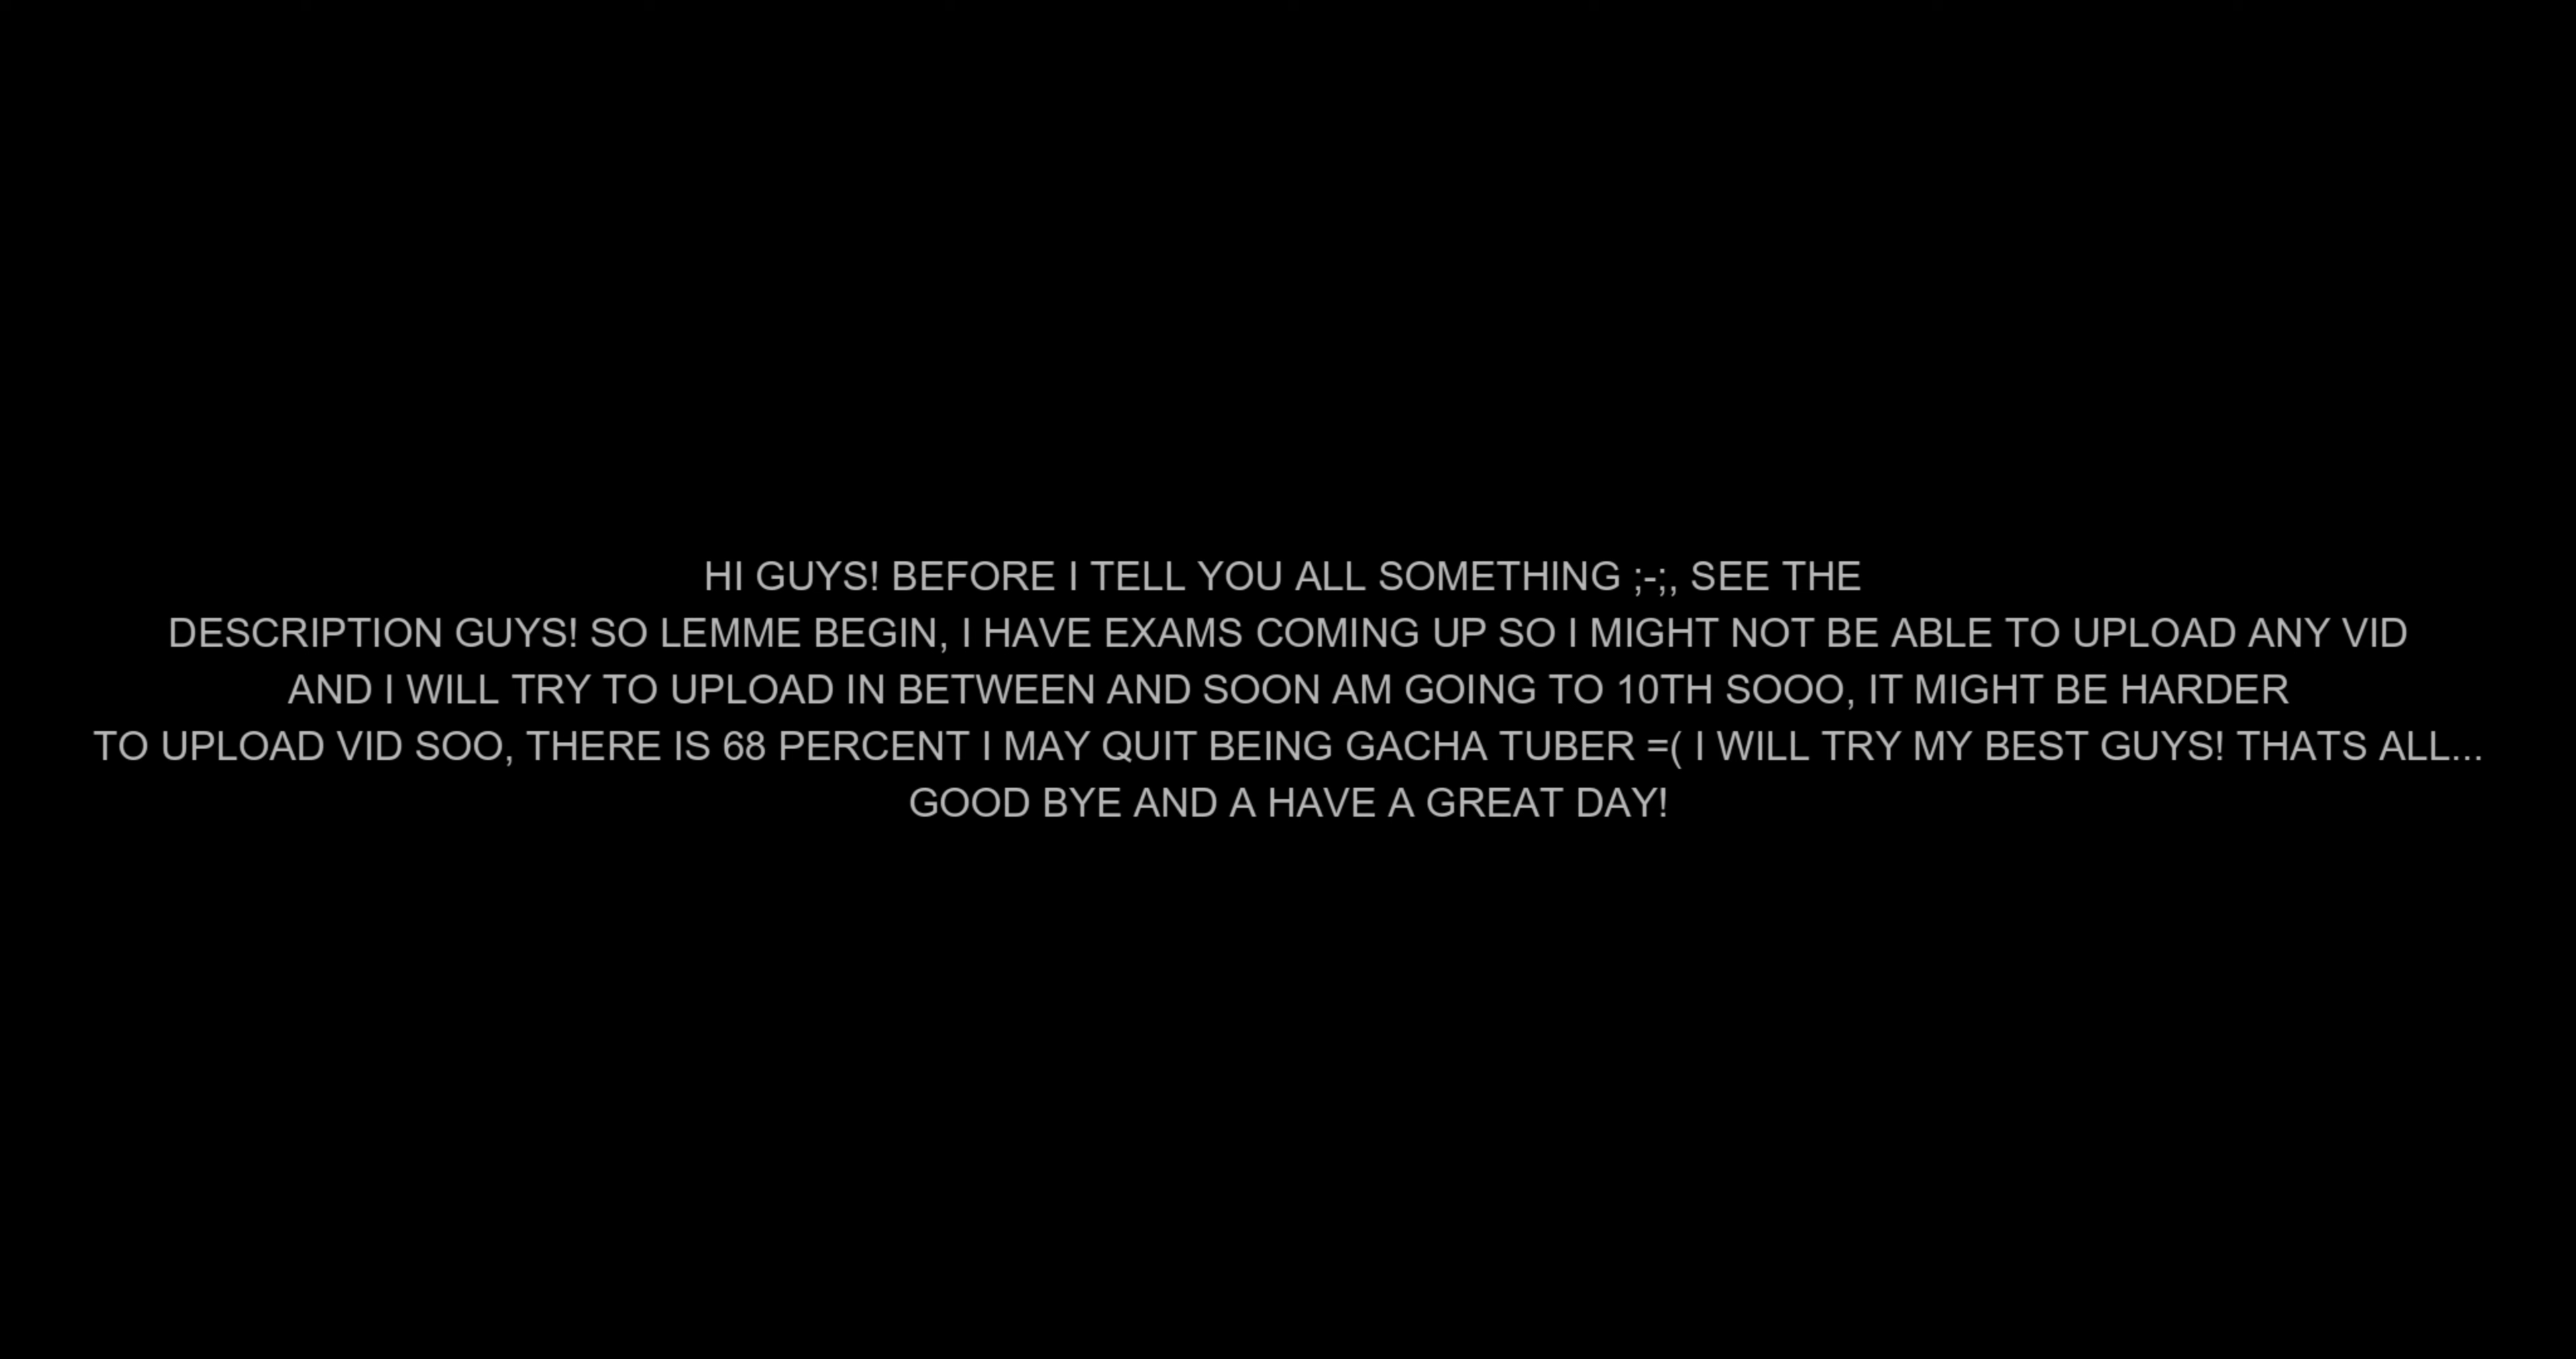 HI GUYS! BEFORE I TELL YOU ALL SOMETHING ;-;, SEE THE
DESCRIPTION GUYS! SO LEMME BEGIN, I HAVE EXAMS COMING UP SO I MIGHT NOT BE ABLE TO UPLOAD ANY VID
AND I WILL TRY TO UPLOAD IN BETWEEN AND SOON AM GOING TO 10TH SOOO, IT MIGHT BE HARDER
TO UPLOAD VID SOO, THERE IS 68 PERCENT I MAY QUIT BEING GACHA TUBER =( I WILL TRY MY BEST GUYS! THATS ALL...
GOOD BYE AND A HAVE A GREAT DAY!